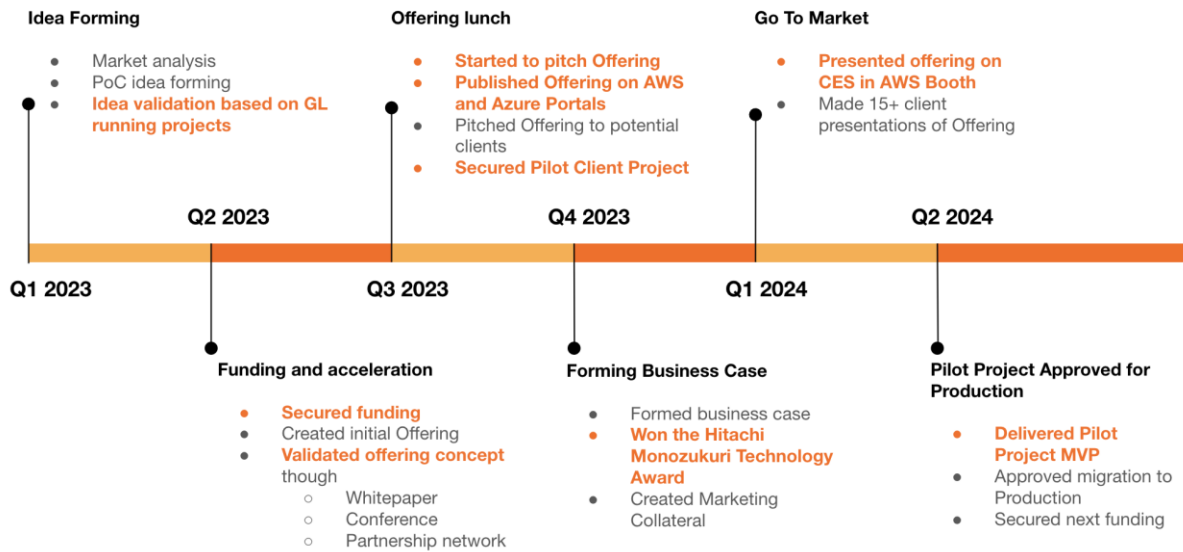 Idea Forming
Market analysis
PoC idea forming
Idea validation based on GL
running projects
Offering lunch
Started to pitch Offering
Published Offering on AWS
and Azure Portals
Pitched Offering to potential
clients
Secured Pilot Client Project
Go To Market
Presented offering on
CES in AWS Booth
Made 15+ client
presentations of Offering
Q2 2023
Q4 2023
Q2 2024
Q1 2023
Q3 2023
Q1 2024
Funding and acceleration
Secured funding
Created initial Offering
Validated offering concept
though
Whitepaper
Conference
Partnership network
Forming Business Case
Formed business case
Won the Hitachi
Monozukuri Technology
Award
Created Marketing
Collateral
Pilot Project Approved for
Production
Delivered Pilot
Project MVP
Approved migration to
Production
Secured next funding